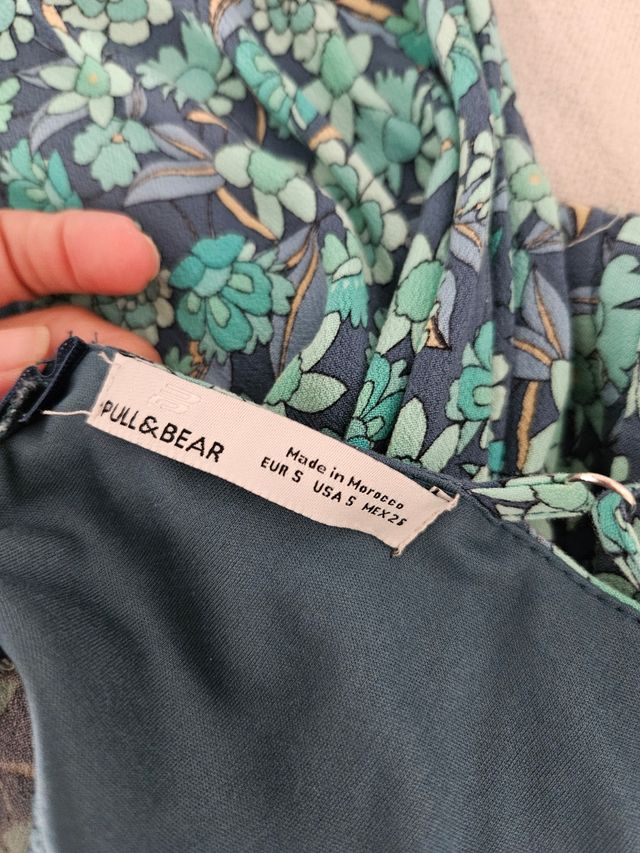 PULL&BEAR
Made in Morocco
EUR S USA S MEX 26